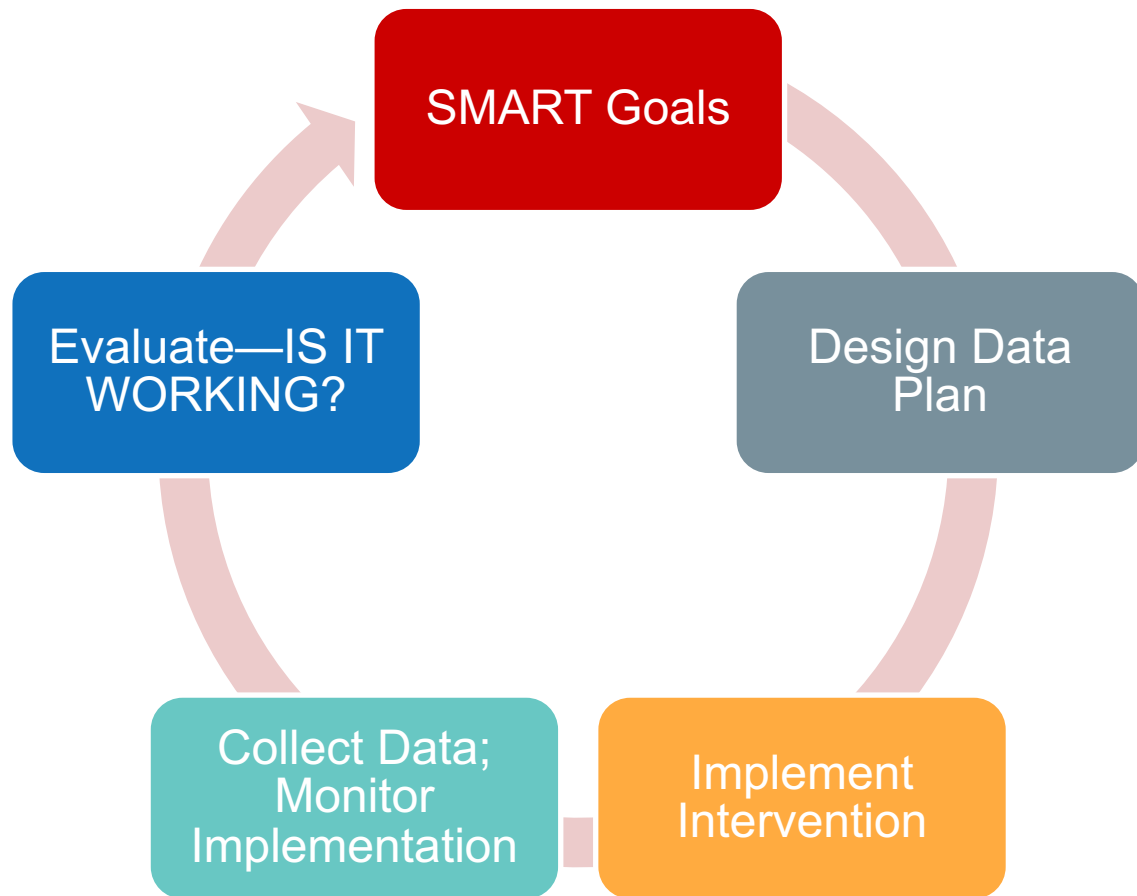 SMART Goals
Design Data
Plan
Implement
Intervention
Collect Data;
Monitor
Implementation
Evaluate—IS IT
WORKING?